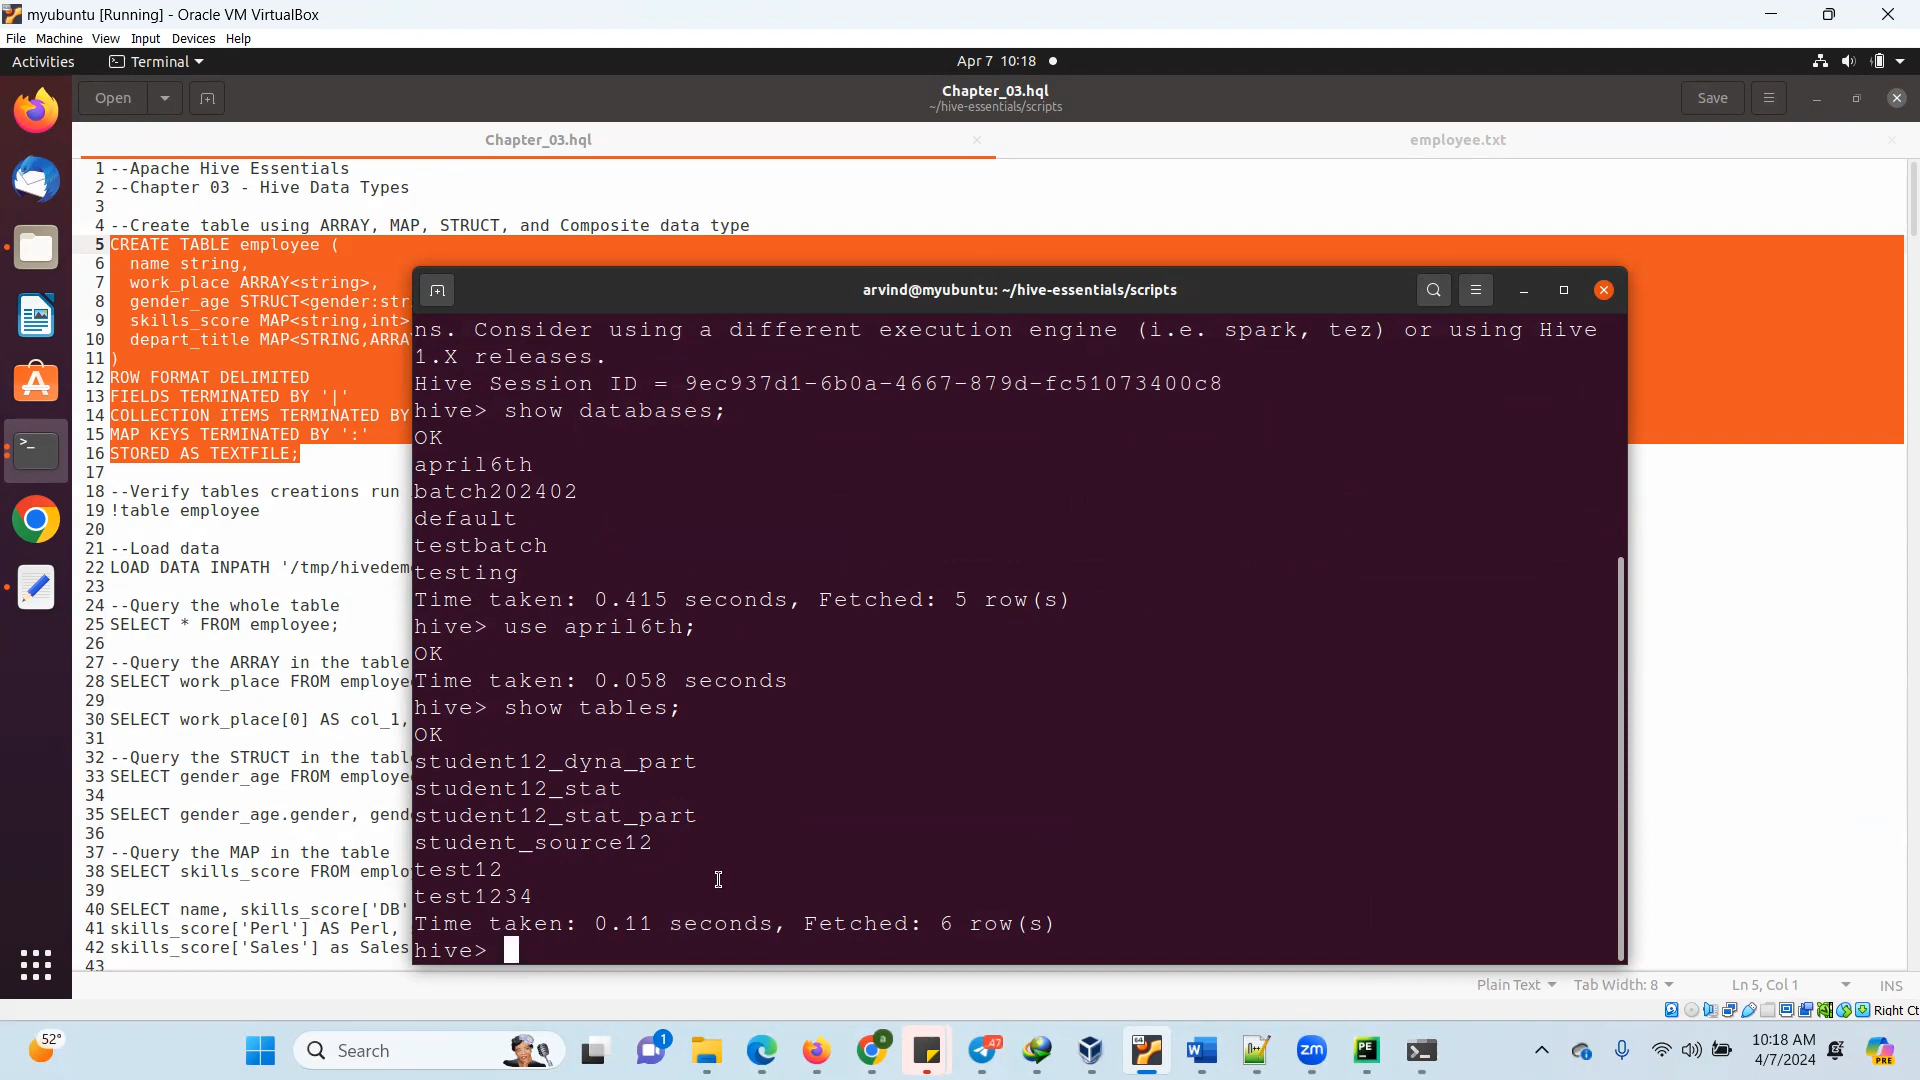 myubuntu [Running] - Oracle VM VirtualBox
File Machine View Input Devices Help
Activities
Terminal
Apr 7 10:18
Open
Chapter_03.hql
~/hive-essentials/scripts
Save
Chapter_03.hql
employee.txt
1 --Apache Hive Essentials
2 --Chapter 03 - Hive Data Types
3
4 --Create table using ARRAY, MAP, STRUCT, and Composite data type
5 CREATE TABLE employee (
6 name string,
7 work_place ARRAY<string>,
8 gender_age STRUCT<gender:str
9 skills_score MAP<string,int>
10 depart_title MAP<STRING,ARRA
11 )
12 ROW FORMAT DELIMITED
13 FIELDS TERMINATED BY '|'
14 COLLECTION ITEMS TERMINATED BY
15 MAP KEYS TERMINATED BY ':'
16 STORED AS TEXTFILE;
17
18 --Verify tables creations run
19 !table employee
20
21 --Load data
22 LOAD DATA INPATH '/tmp/hivedem
23
24 --Query the whole table
25 SELECT * FROM employee;
26
27 --Query the ARRAY in the table
28 SELECT work_place FROM employe
29
30 SELECT work_place[0] AS col_1,
31
32 --Query the STRUCT in the tabl
33 SELECT gender_age FROM employe
34
35 SELECT gender_age.gender, gend
36
37 --Query the MAP in the table
38 SELECT skills_score FROM emplo
39
40 SELECT name, skills_score['DB'
41 skills_score['Perl'] AS Perl,
42 skills_score['Sales'] as Sales
43
arvind@myubuntu: ~/hive-essentials/scripts
ns. Consider using a different execution engine (i.e. spark, tez) or using Hive
1.X releases.
Hive Session ID = 9ec937d1-6b0a-4667-879d-fc51073400c8
hive> show databases;
OK
april6th
batch202402
default
testbatch
testing
Time taken: 0.415 seconds, Fetched: 5 row(s)
hive> use april6th;
OK
Time taken: 0.058 seconds
hive> show tables;
OK
student12_dyna_part
student12_stat
student12_stat_part
student_source12
test12
test1234
Time taken: 0.11 seconds, Fetched: 6 row(s)
hive>
Plain Text
Tab Width: 8
Ln 5, Col 1
INS
Right Ct
52°
Search
1
47
10:18 AM
4/7/2024